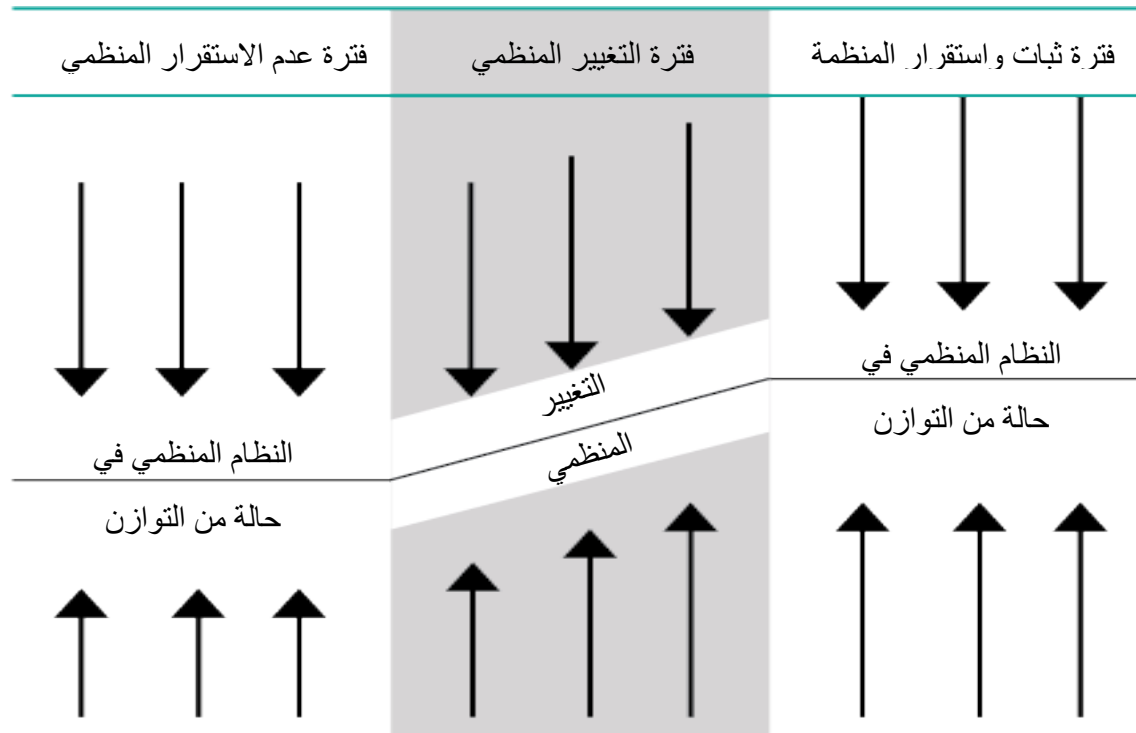 فترة ثبات واستقرار المنظمة
فترة التغيير المنظمي
فترة عدم الاستقرار المنظمي
النظام المنظمي في
حالة من التوازن
التغيير
المنظمي
النظام المنظمي في
حالة من التوازن